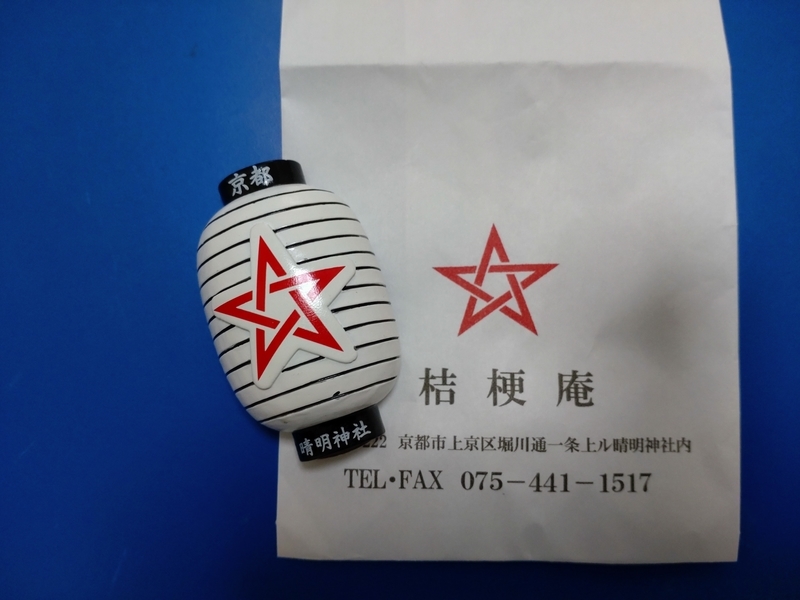 京都
晴明神社
桔梗庵
222 京都市上京区堀川通一条上ル晴明神社内
TEL・FAX 075－441－1517